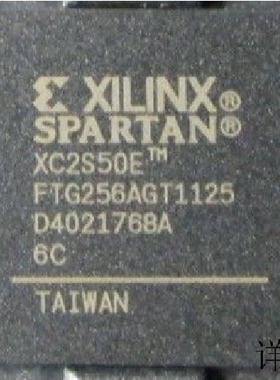 XILINX®
SPARTAN®
XC2S50E™
FTG256AGT1125
D4021768A
6C
TAIWAN
详